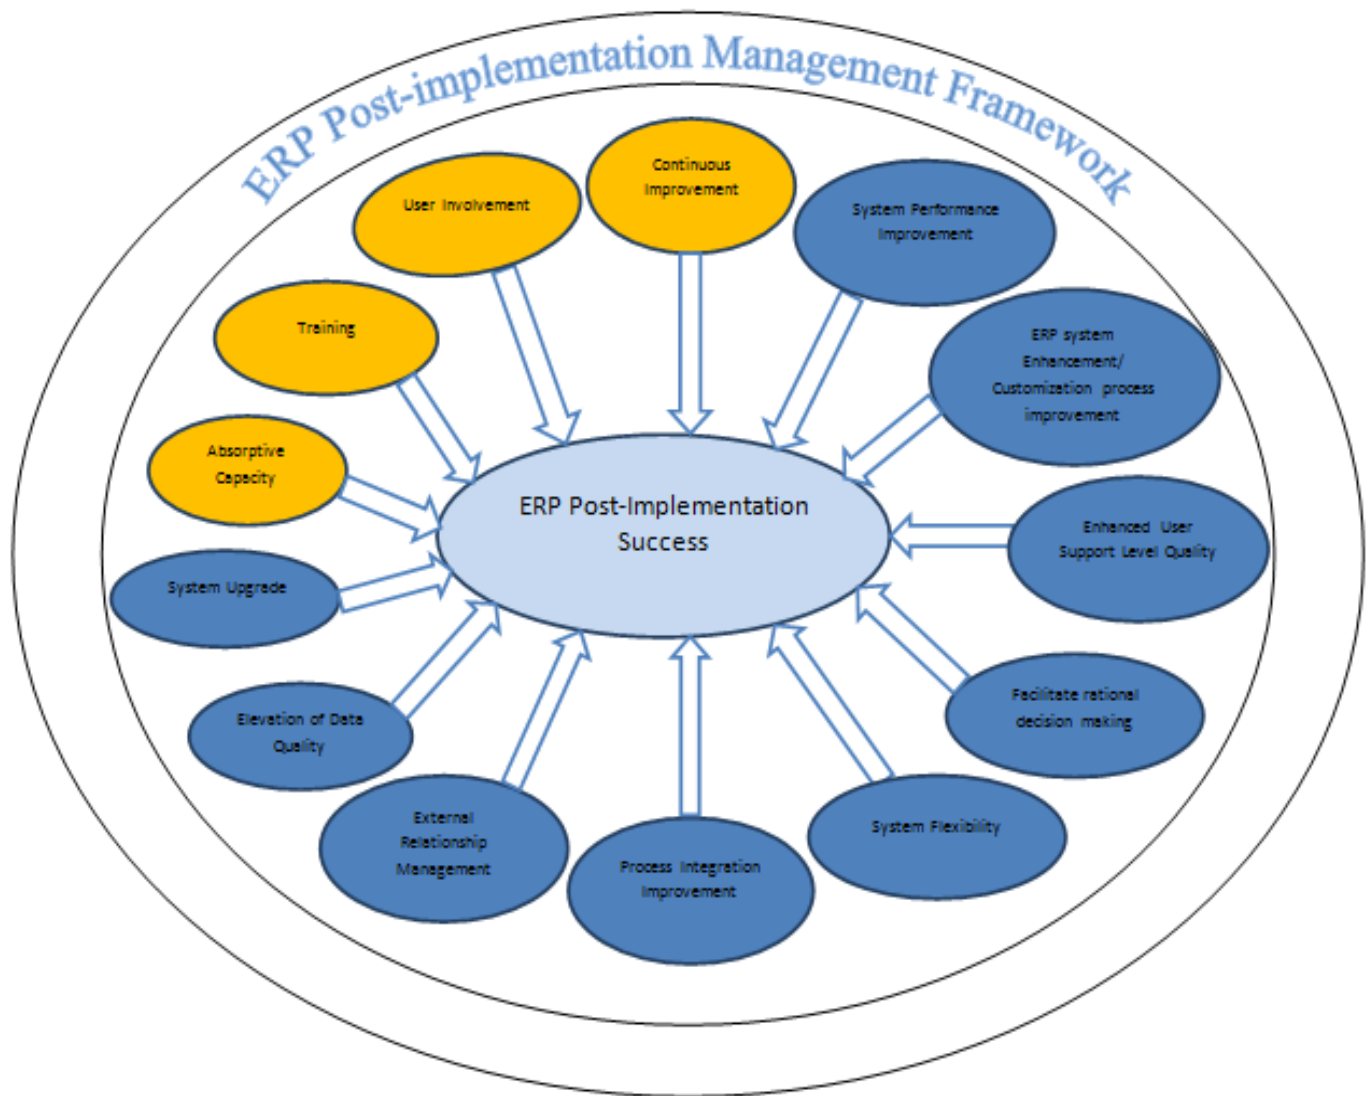 ERP Post-implementation Management Framework
Continuous
Improvement
User Involvement
System Performance
Improvement
Training
ERP system
Enhancement/
Customization process
improvement
Absorptive
Capacity
ERP Post-Implementation
Success
Enhanced User
Support Level Quality
System Upgrade
Facilitate rational
decision making
Elevation of Data
Quality
External
Relationship
Management
System Flexibility
Process Integration
Improvement